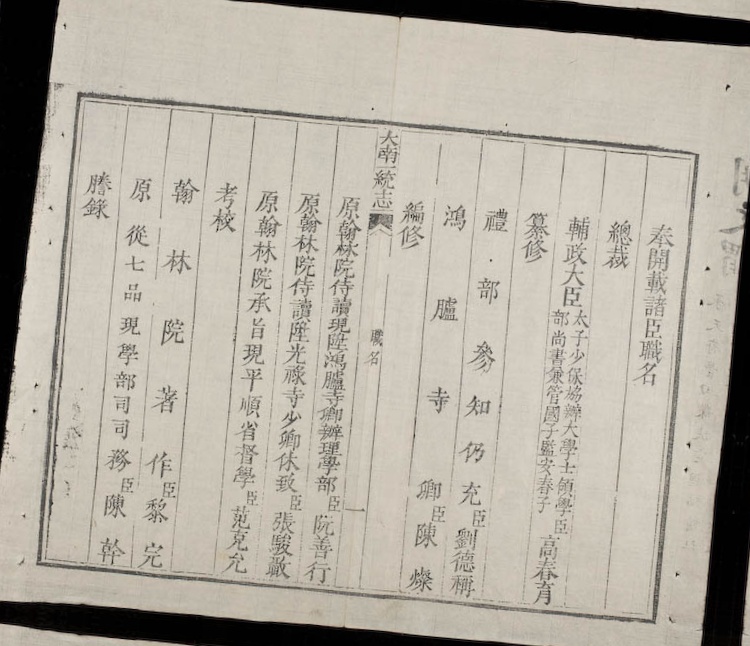 奉開載諸臣職名
總裁
輔政大臣太子少保協辦大學士領學部尚書兼管國子監安春子臣高春育
纂修
禮部參知仍充臣劉德稱
鴻臚寺卿臣陳燦
編修
大南一統志
職名
一
原翰林院侍讀現陞鴻臚寺卿辦理學部臣阮善行
原翰林院侍讀陞光祿寺少卿休致臣張駿
原翰林院承旨現平順省督學臣范克允
考校
翰林院著作臣黎完
原從七品現學部司司務臣陳幹
謄錄